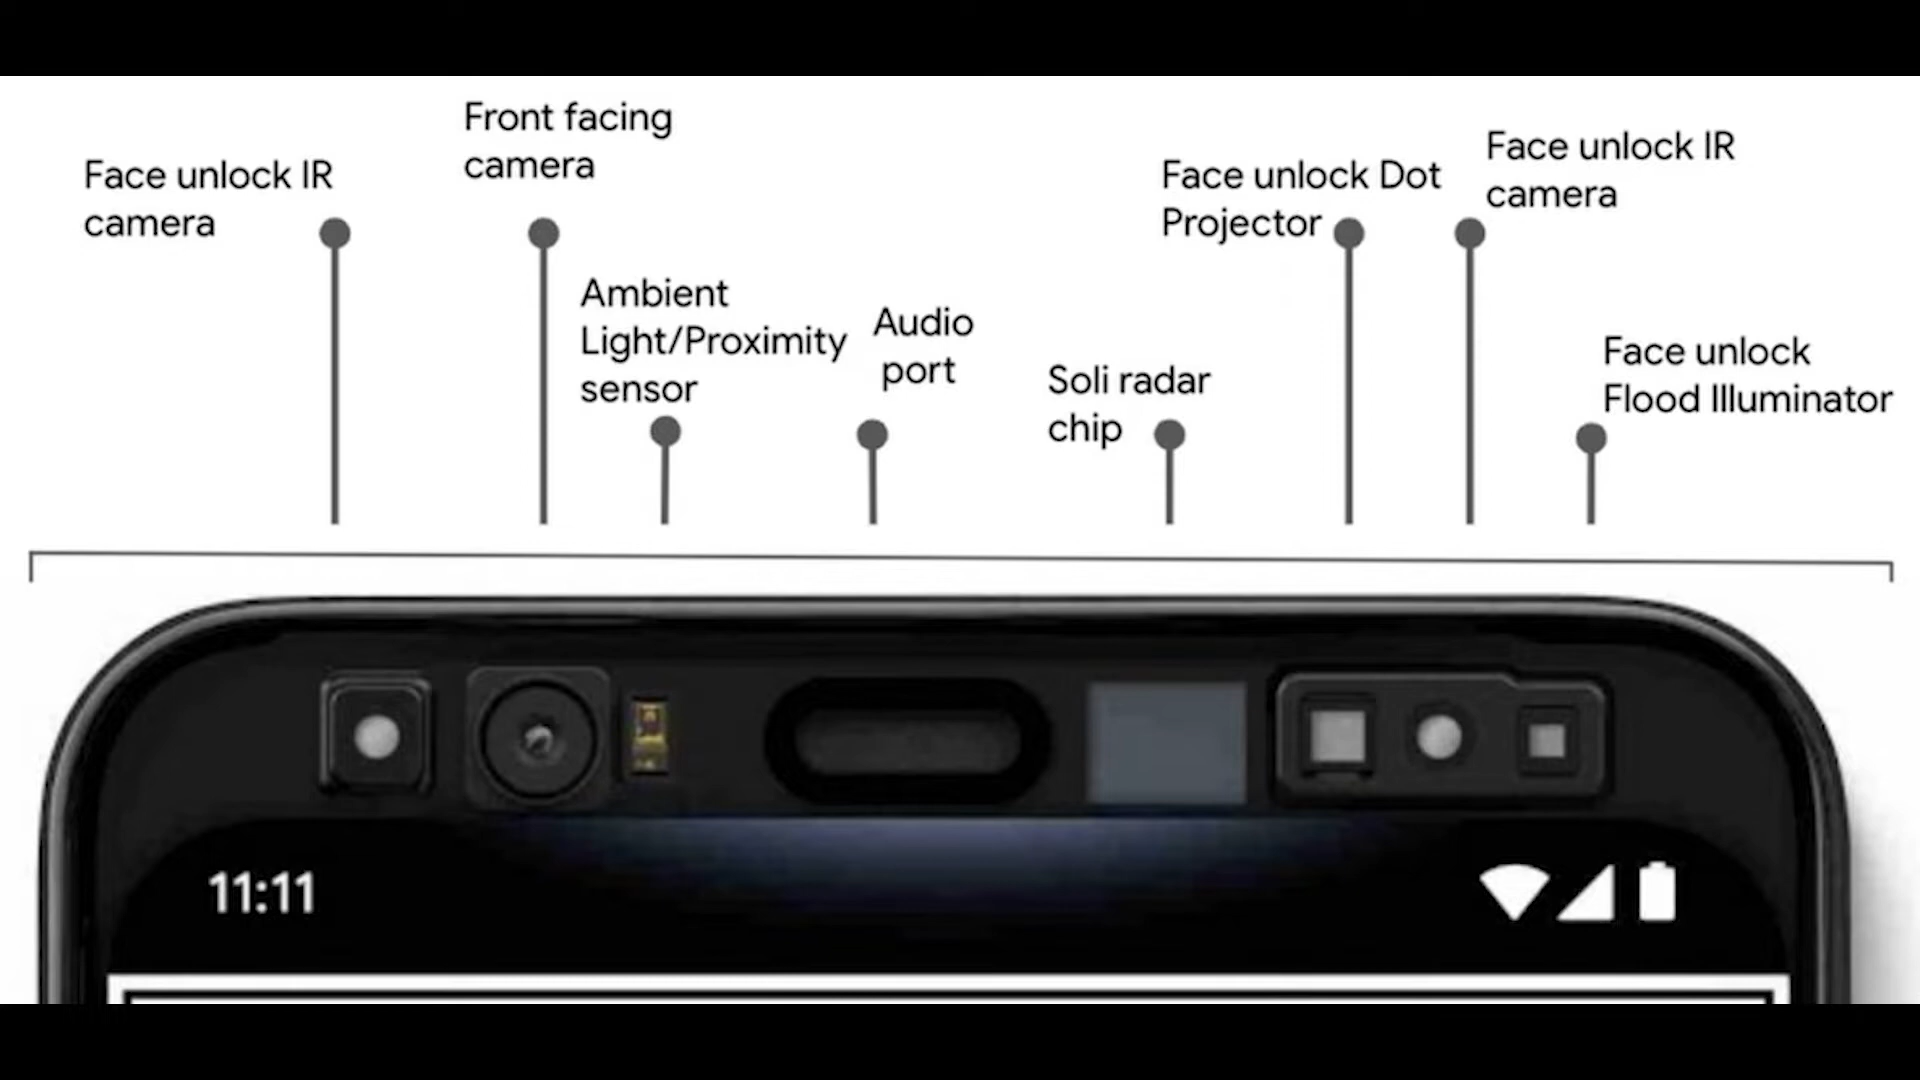 Face unlock IR
camera
Front facing
camera
Ambient
Light/Proximity
sensor
Audio
port
Soli radar
chip
Face unlock Dot
Projector
Face unlock IR
camera
Face unlock
Flood Illuminator
11:11